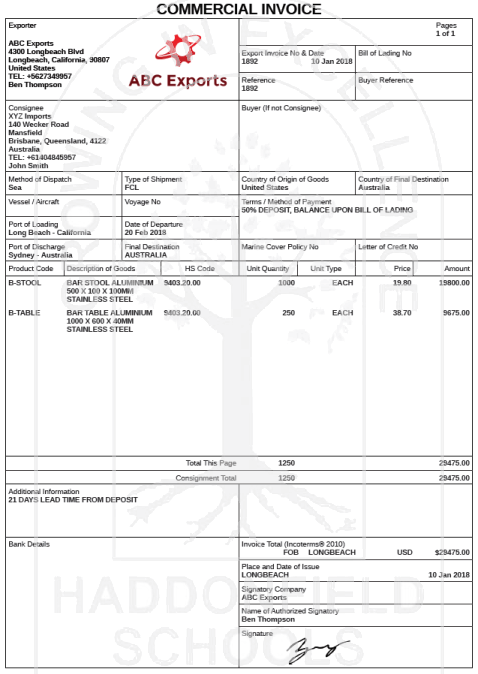 COMMERCIAL INVOICE
Exporter
ABC Exports
4300 Longbeach Blvd
Longbeach, California, 90807
United States
TEL: +5627349957
Ben Thompson
ABC Exports
Pages
1 of 1
Export Invoice No & Date
1892 10 Jan 2018
Bill of Lading No
Reference
1892
Buyer Reference
Consignee
XYZ Imports
140 Wecker Road
Mansfield
Brisbane, Queensland, 4122
Australia
TEL: +61404845957
John Smith
Buyer (If not Consignee)
Method of Dispatch
Sea
Type of Shipment
FCL
Country of Origin of Goods
United States
Country of Final Destination
Australia
Vessel / Aircraft
Voyage No
Terms / Method of Payment
50% DEPOSIT, BALANCE UPON BILL OF LADING
Port of Loading
Long Beach - California
Date of Departure
20 Feb 2018
Port of Discharge
Sydney - Australia
Final Destination
AUSTRALIA
Marine Cover Policy No
Letter of Credit No
Product Code Description of Goods HS Code Unit Quantity Unit Type Price Amount
B-STOOL BAR STOOL ALUMINIUM 9403.20.00 1000 EACH 19.80 19800.00
500 X 100 X 100MM
STAINLESS STEEL
B-TABLE BAR TABLE ALUMINIUM 9403.20.00 250 EACH 38.70 9675.00
1000 X 600 X 40MM
STAINLESS STEEL
Total This Page 1250 29475.00
Consignment Total 1250 29475.00
Additional Information
21 DAYS LEAD TIME FROM DEPOSIT
Bank Details
Invoice Total (Incoterms® 2010)
FOB LONGBEACH USD $29475.00
Place and Date of Issue
LONGBEACH 10 Jan 2018
Signatory Company
ABC Exports
Name of Authorized Signatory
Ben Thompson
Signature
GROWING IN EXCELLENCE
HADDONFIELD
SCHOOLS